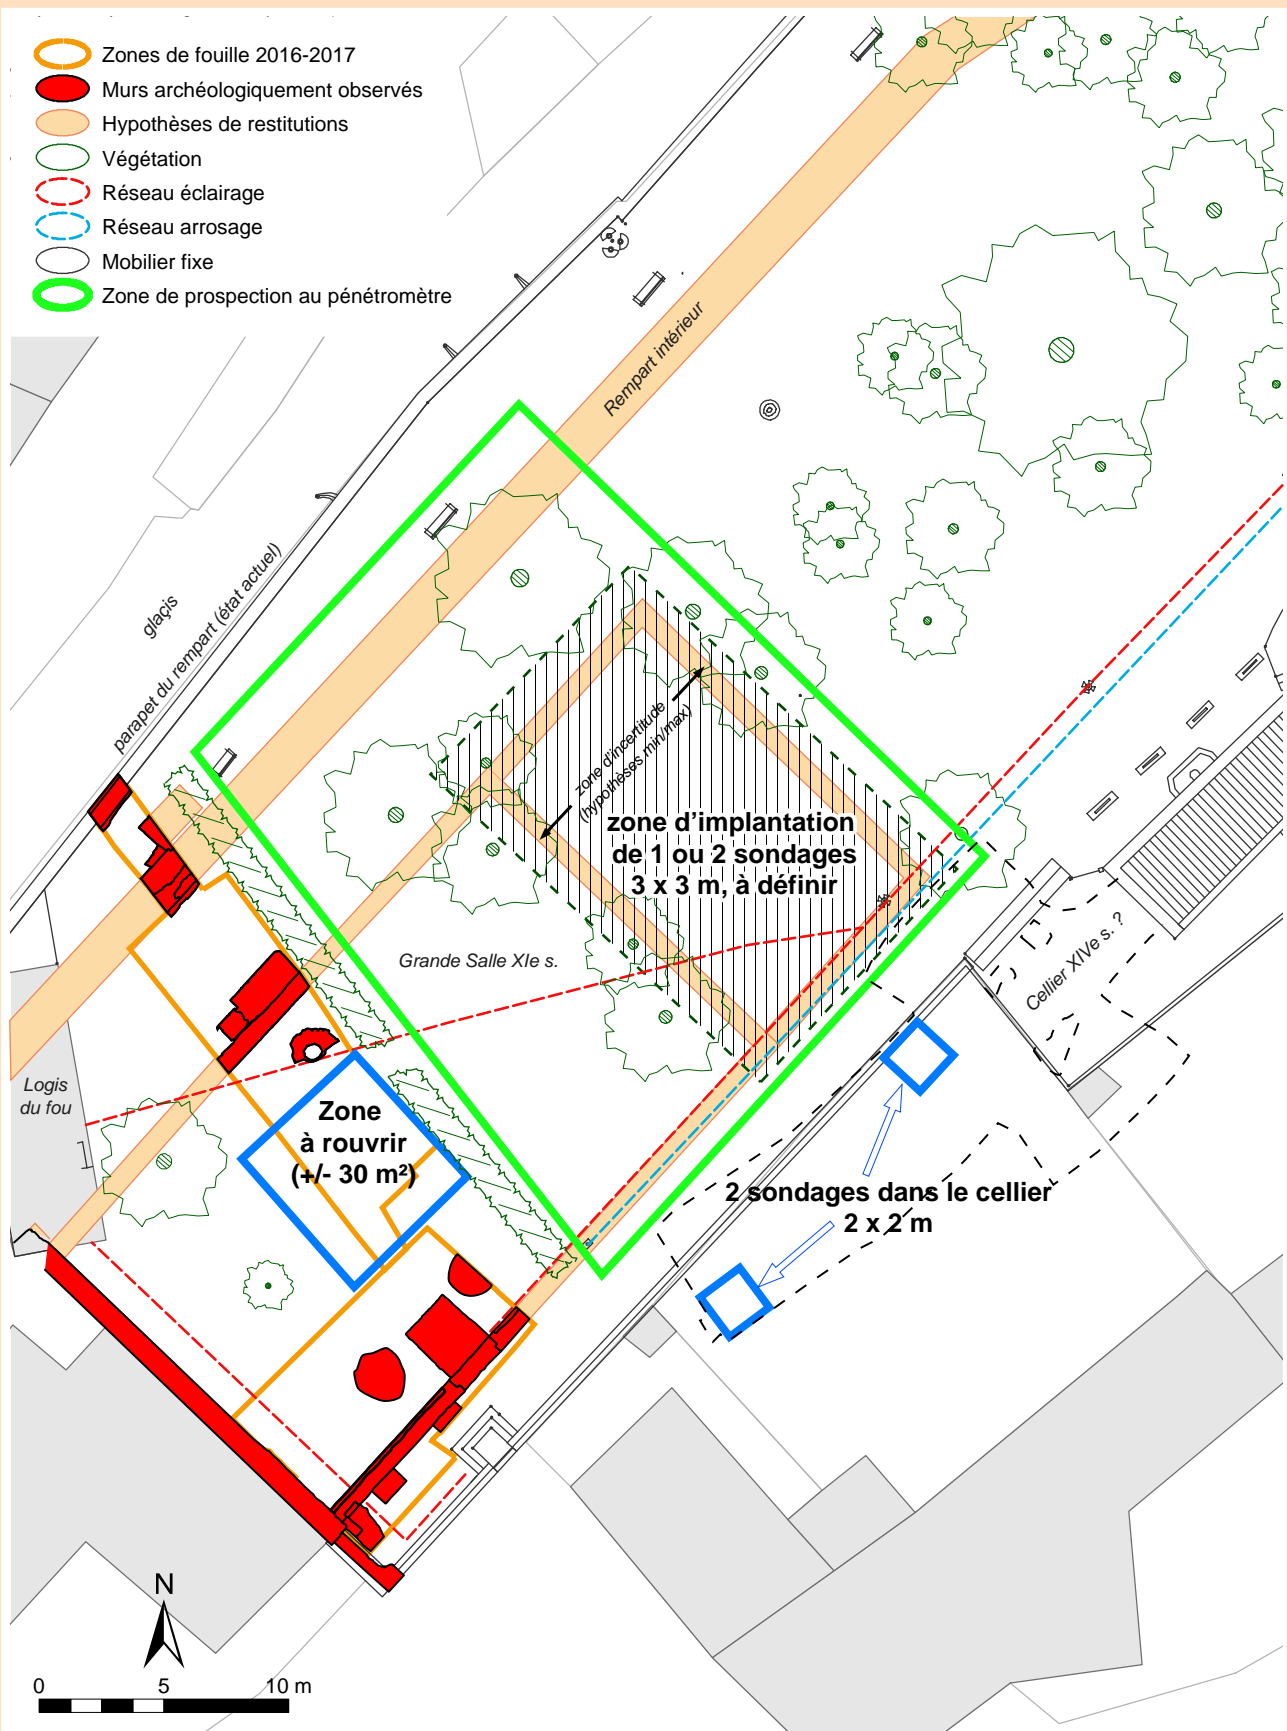 Zones de fouille 2016-2017
Murs archéologiquement observés
Hypothèses de restitutions
Végétation
Réseau éclairage
Réseau arrosage
Mobilier fixe
Zone de prospection au pénétromètre
Rempart intérieur
glaçis
parapet du rempart (état actuel)
zone d'incertitude
(hypothèses min/max)
zone d'implantation
de 1 ou 2 sondages
3 x 3 m, à définir
Grande Salle XIe s.
Cellier XIVe s. ?
Logis
du fou
Zone
à rouvrir
(+/- 30 m²)
2 sondages dans le cellier
2 x 2 m
N
0 5 10 m